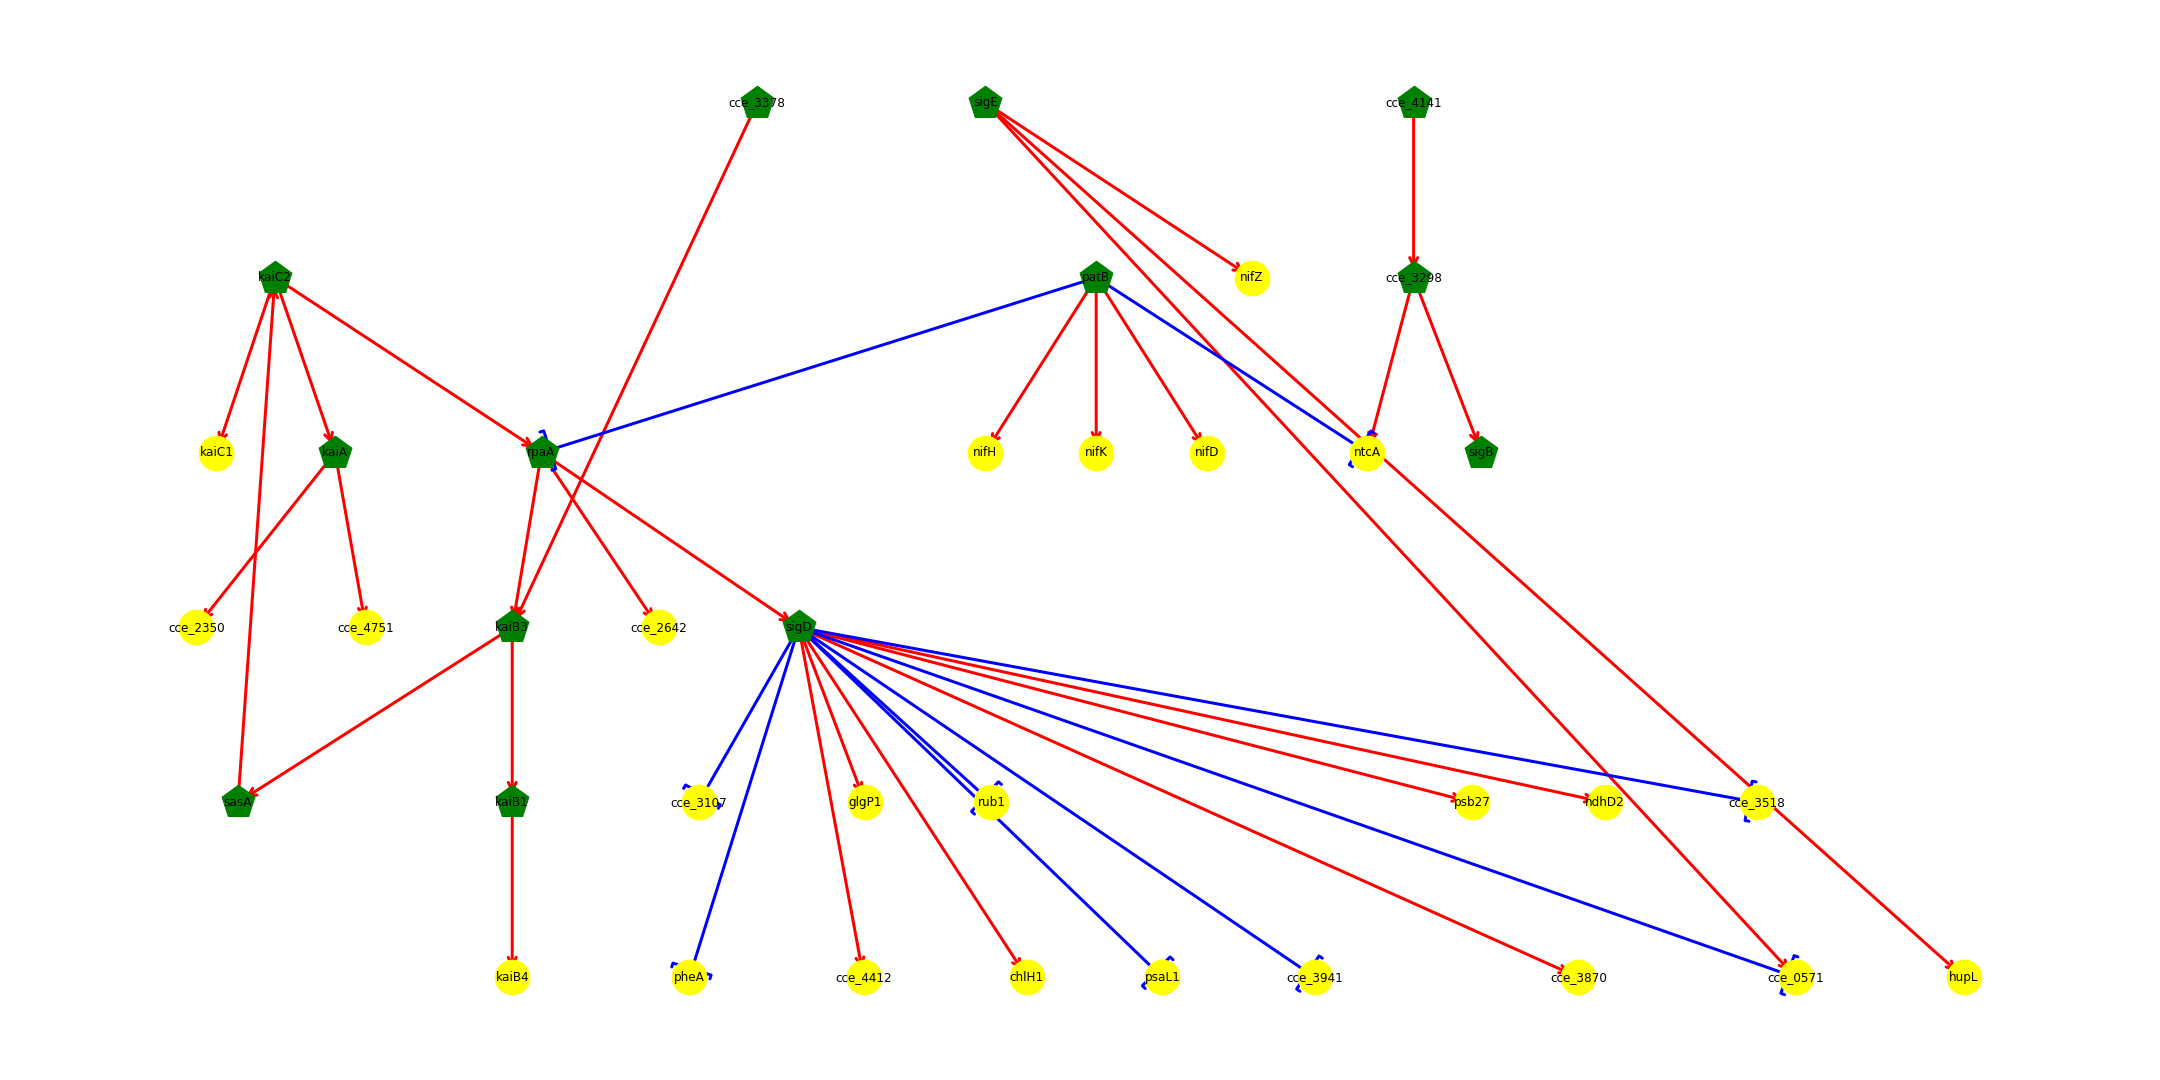 cce_3378
sigE
cce_4141
kaiC2
patB
nifZ
cce_3298
kaiC1
kaiA
rpaA
nifH
nifK
nifD
ntcA
sigB
cce_2350
cce_4751
kaiB3
cce_2642
sigD
sasA
kaiB1
cce_3107
glgP1
rub1
psb27
ndhD2
cce_3518
kaiB4
pheA
cce_4412
chlH1
psaL1
cce_3941
cce_3870
cce_0571
hupL